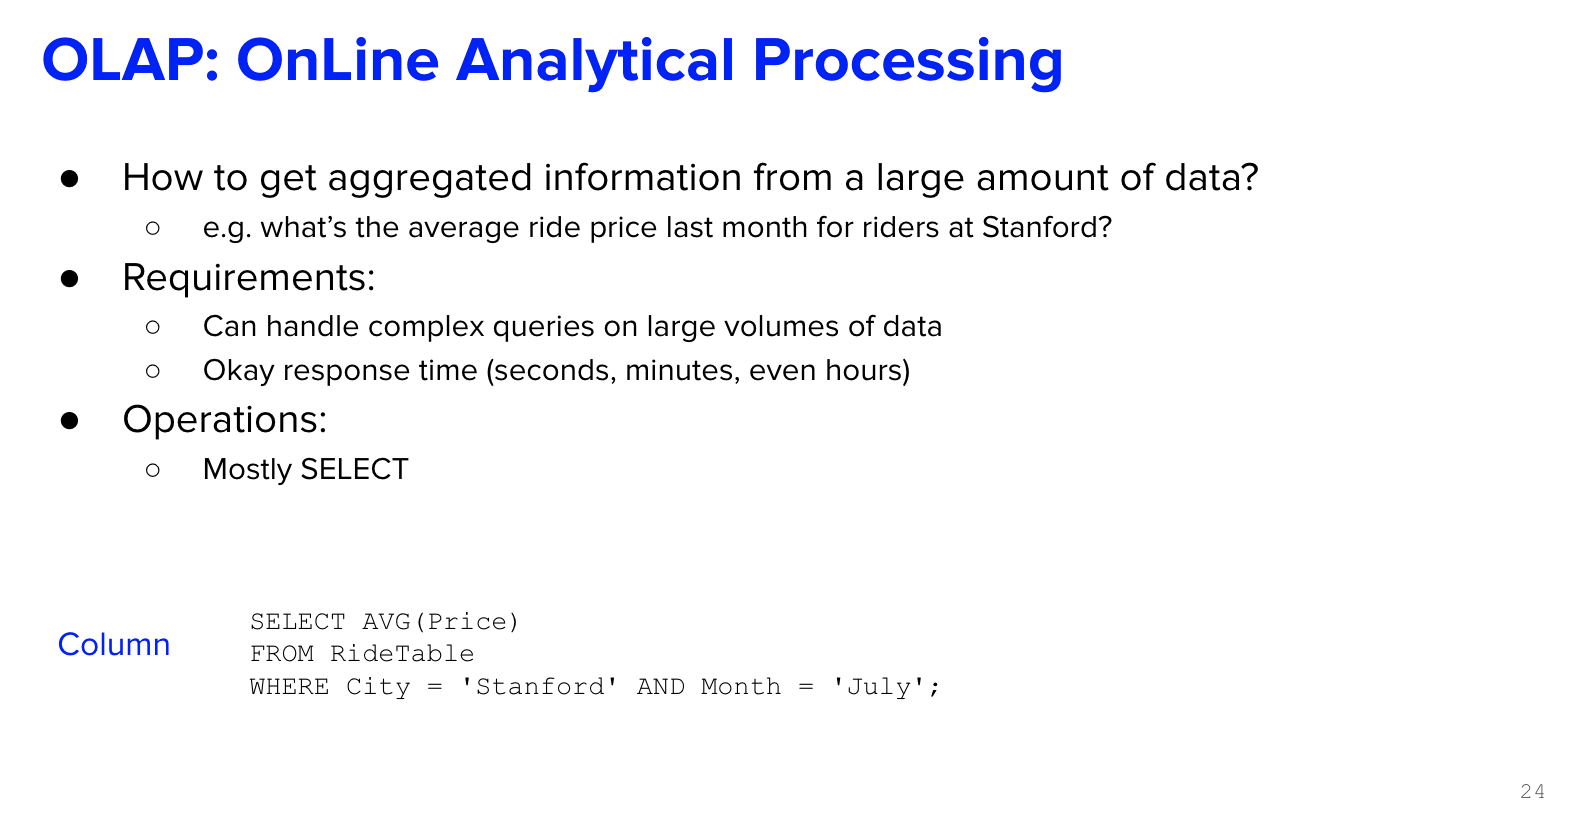 OLAP: OnLine Analytical Processing
● How to get aggregated information from a large amount of data?
○ e.g. what’s the average ride price last month for riders at Stanford?
● Requirements:
○ Can handle complex queries on large volumes of data
○ Okay response time (seconds, minutes, even hours)
● Operations:
○ Mostly SELECT
Column
SELECT AVG(Price)
FROM RideTable
WHERE City = 'Stanford' AND Month = 'July';
24